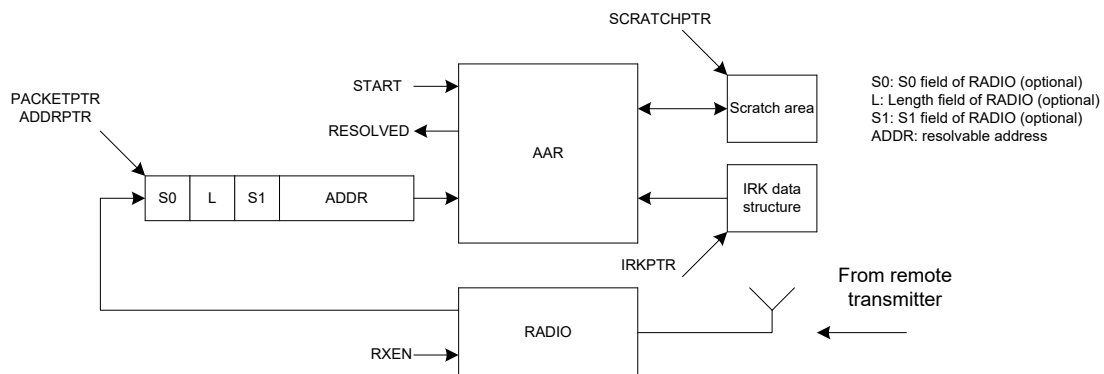 SCRATCHPTR
START
PACKETPTR
ADDRPTR
RESOLVED
AAR
Scratch area
S0: S0 field of RADIO (optional)
L: Length field of RADIO (optional)
S1: S1 field of RADIO (optional)
ADDR: resolvable address
S0
L
S1
ADDR
IRK data
structure
IRKPTR
From remote
transmitter
RADIO
RXEN